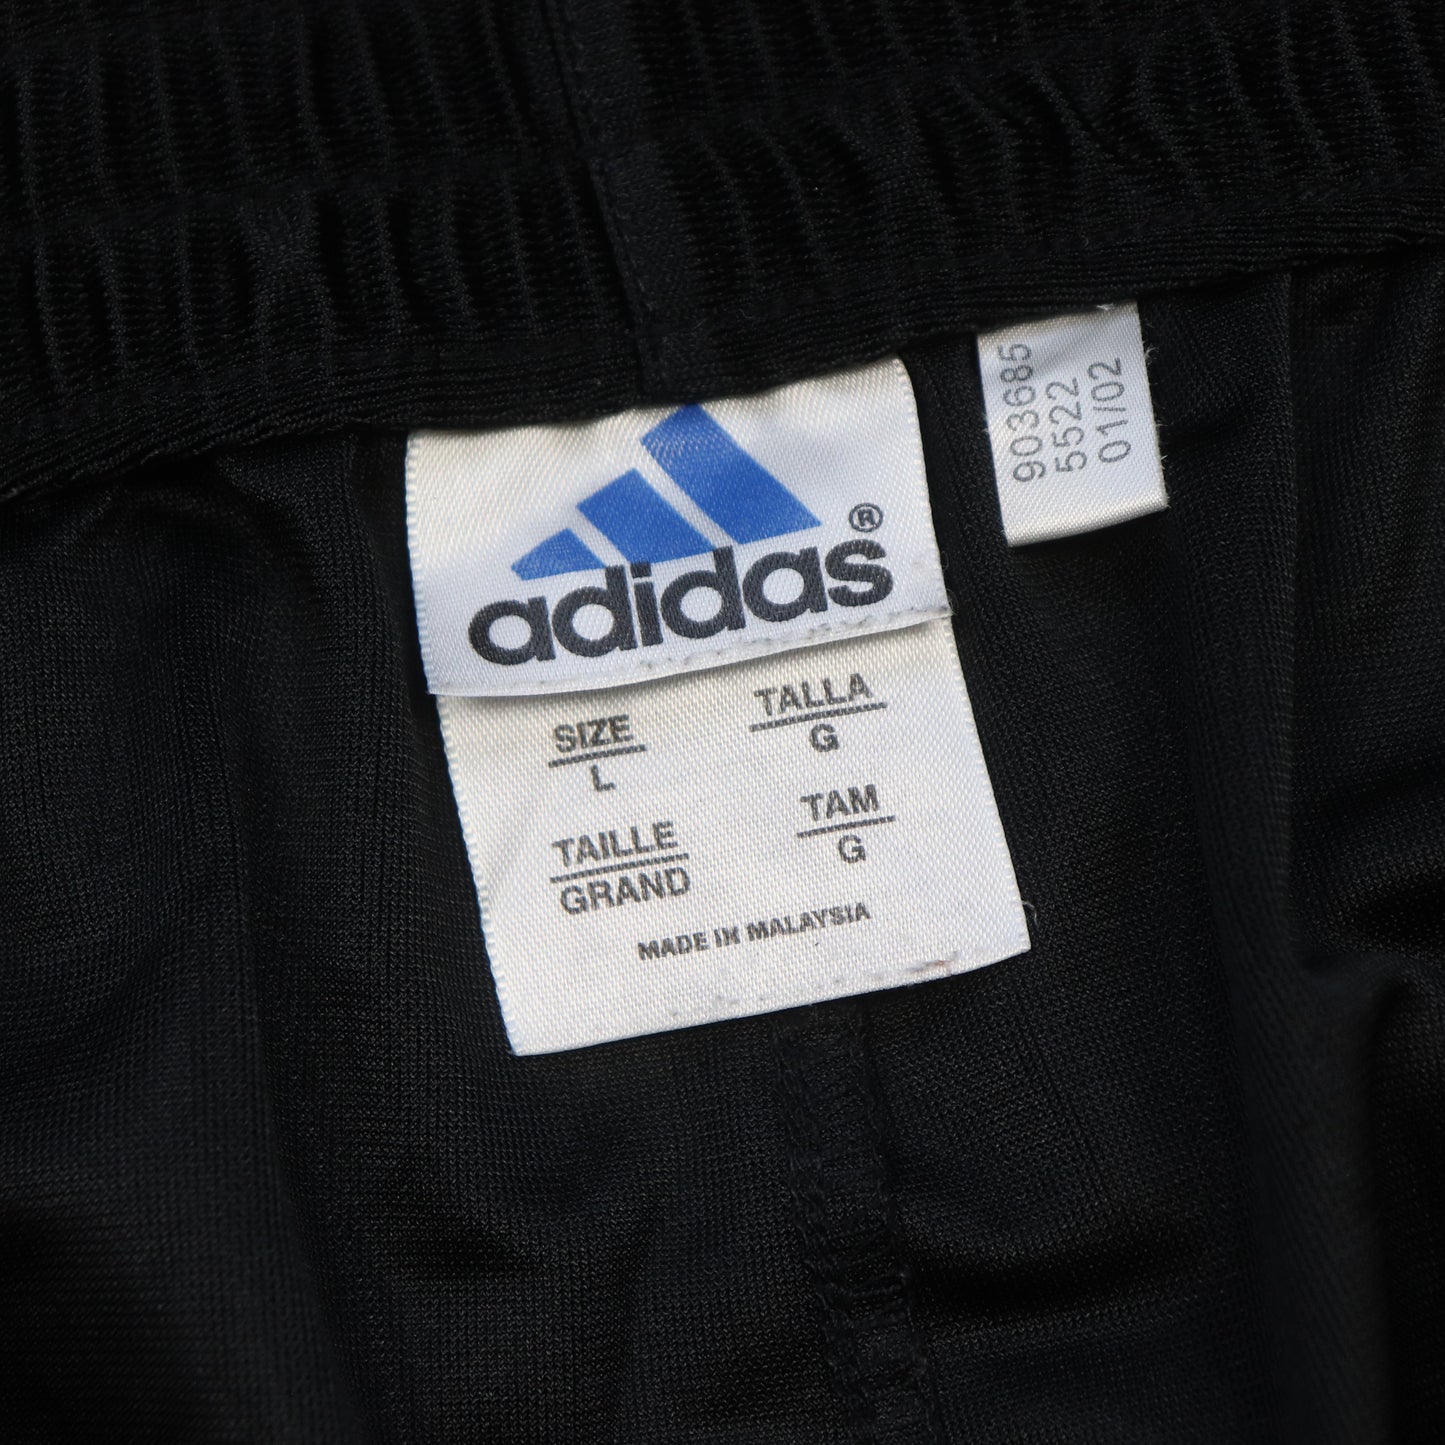 adidas®
SIZE
L
TALLA
G
TAILLE
GRAND
TAM
G
MADE IN MALAYSIA
903685
5522
01/02